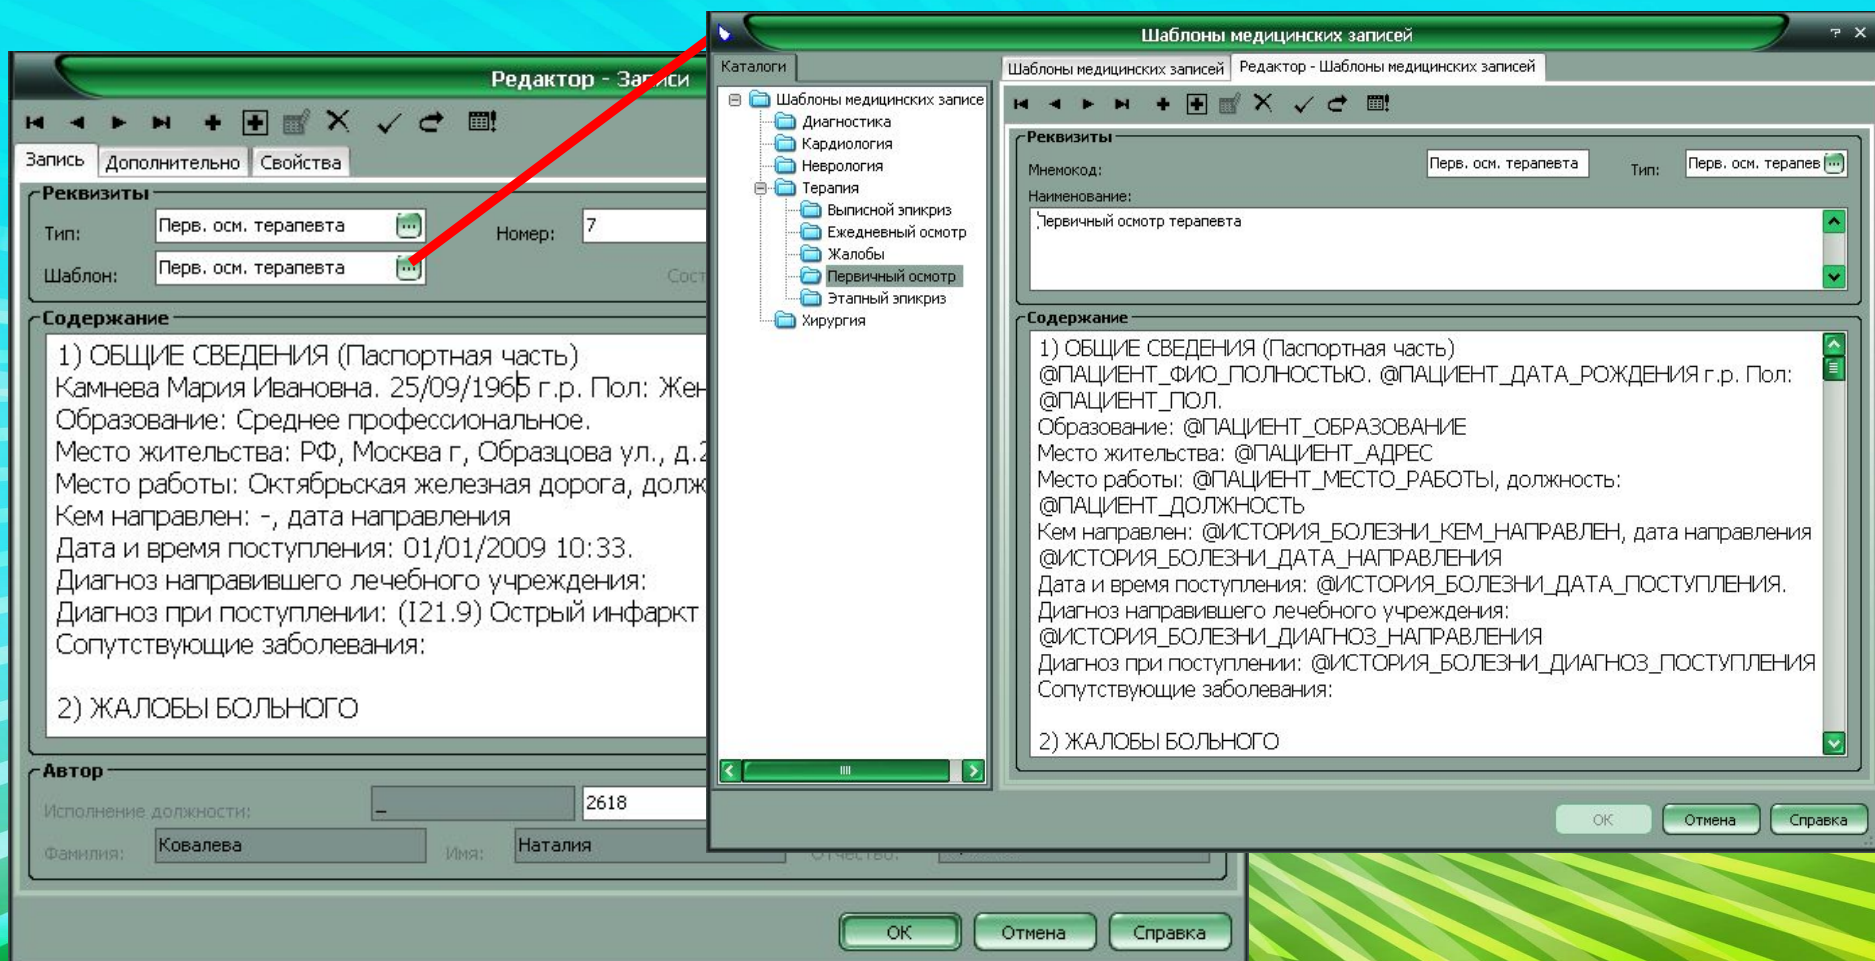 Редактор - Записи
Запись Дополнительно Свойства
Реквизиты
Тип: Перв. осм. терапевта Номер: 7
Шаблон: Перв. осм. терапевта
Содержание
1) ОБЩИЕ СВЕДЕНИЯ (Паспортная часть)
Камнева Мария Ивановна. 25/09/1965 г.р. Пол: Жен
Образование: Среднее профессиональное.
Место жительства: РФ, Москва г, Образцова ул., д.2
Место работы: Октябрьская железная дорога, долж
Кем направлен: -, дата направления
Дата и время поступления: 01/01/2009 10:33.
Диагноз направившего лечебного учреждения:
Диагноз при поступлении: (I21.9) Острый инфаркт
Сопутствующие заболевания:
2) ЖАЛОБЫ БОЛЬНОГО
Автор
Исполнение должности: _ 2618
Фамилия: Ковалева Имя: Наталия Отчество:
ОК Отмена Справка
Шаблоны медицинских записей
Каталоги
Шаблоны медицинских записе
Диагностика
Кардиология
Неврология
Терапия
Выписной эпикриз
Ежедневный осмотр
Жалобы
Первичный осмотр
Этапный эпикриз
Хирургия
Шаблоны медицинских записей Редактор - Шаблоны медицинских записей
Реквизиты
Мнемокод: Перв. осм. терапевта Тип: Перв. осм. терапев
Наименование:
Первичный осмотр терапевта
Содержание
1) ОБЩИЕ СВЕДЕНИЯ (Паспортная часть)
@ПАЦИЕНТ_ФИО_ПОЛНОСТЬЮ. @ПАЦИЕНТ_ДАТА_РОЖДЕНИЯ г.р. Пол:
@ПАЦИЕНТ_ПОЛ.
Образование: @ПАЦИЕНТ_ОБРАЗОВАНИЕ
Место жительства: @ПАЦИЕНТ_АДРЕС
Место работы: @ПАЦИЕНТ_МЕСТО_РАБОТЫ, должность:
@ПАЦИЕНТ_ДОЛЖНОСТЬ
Кем направлен: @ИСТОРИЯ_БОЛЕЗНИ_КЕМ_НАПРАВЛЕН, дата направления
@ИСТОРИЯ_БОЛЕЗНИ_ДАТА_НАПРАВЛЕНИЯ
Дата и время поступления: @ИСТОРИЯ_БОЛЕЗНИ_ДАТА_ПОСТУПЛЕНИЯ.
Диагноз направившего лечебного учреждения:
@ИСТОРИЯ_БОЛЕЗНИ_ДИАГНОЗ_НАПРАВЛЕНИЯ
Диагноз при поступлении: @ИСТОРИЯ_БОЛЕЗНИ_ДИАГНОЗ_ПОСТУПЛЕНИЯ
Сопутствующие заболевания:
2) ЖАЛОБЫ БОЛЬНОГО
ОК Отмена Справка